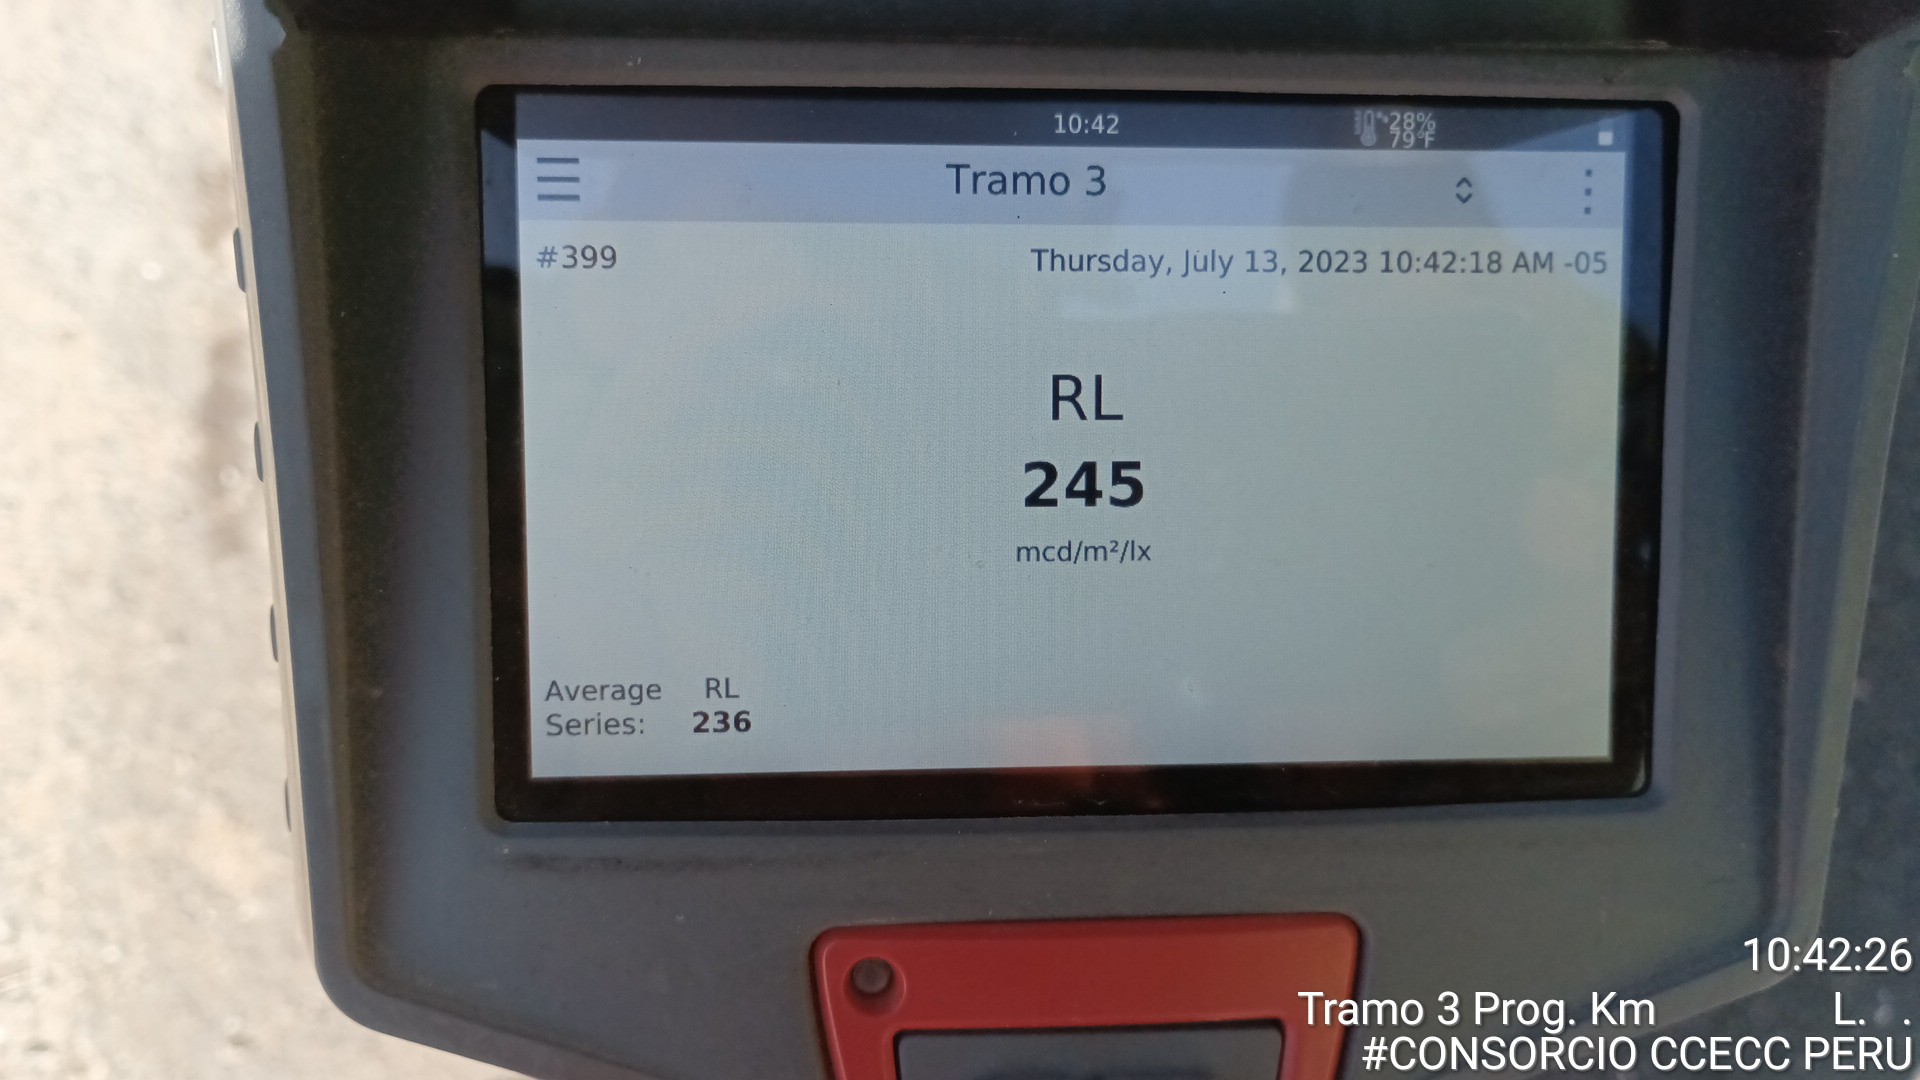 10:42
28%
79°F
Tramo 3
#399
Thursday, July 13, 2023 10:42:18 AM -05
RL
245
mcd/m²/lx
Average RL
Series: 236
10:42:26
Tramo 3 Prog. Km L. .
#CONSORCIO CCECC PERU